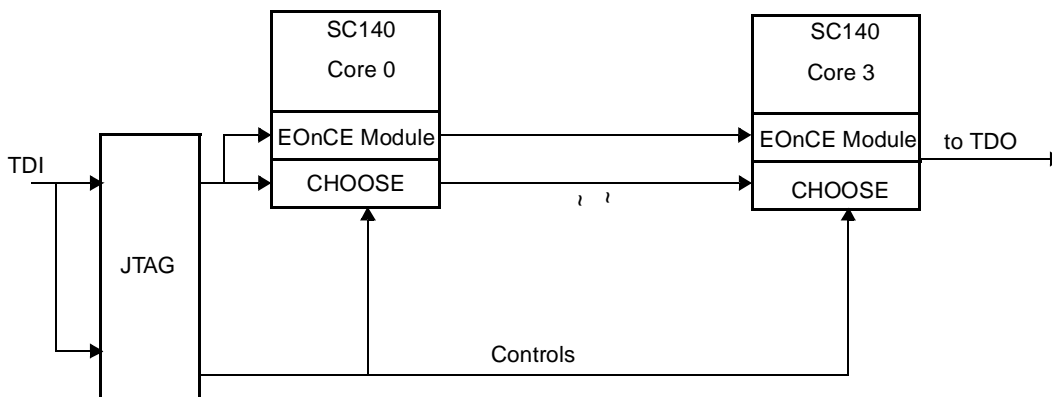 SC140
Core 0
EOnCE Module
CHOOSE
SC140
Core 3
EOnCE Module
CHOOSE
to TDO
TDI
JTAG
Controls